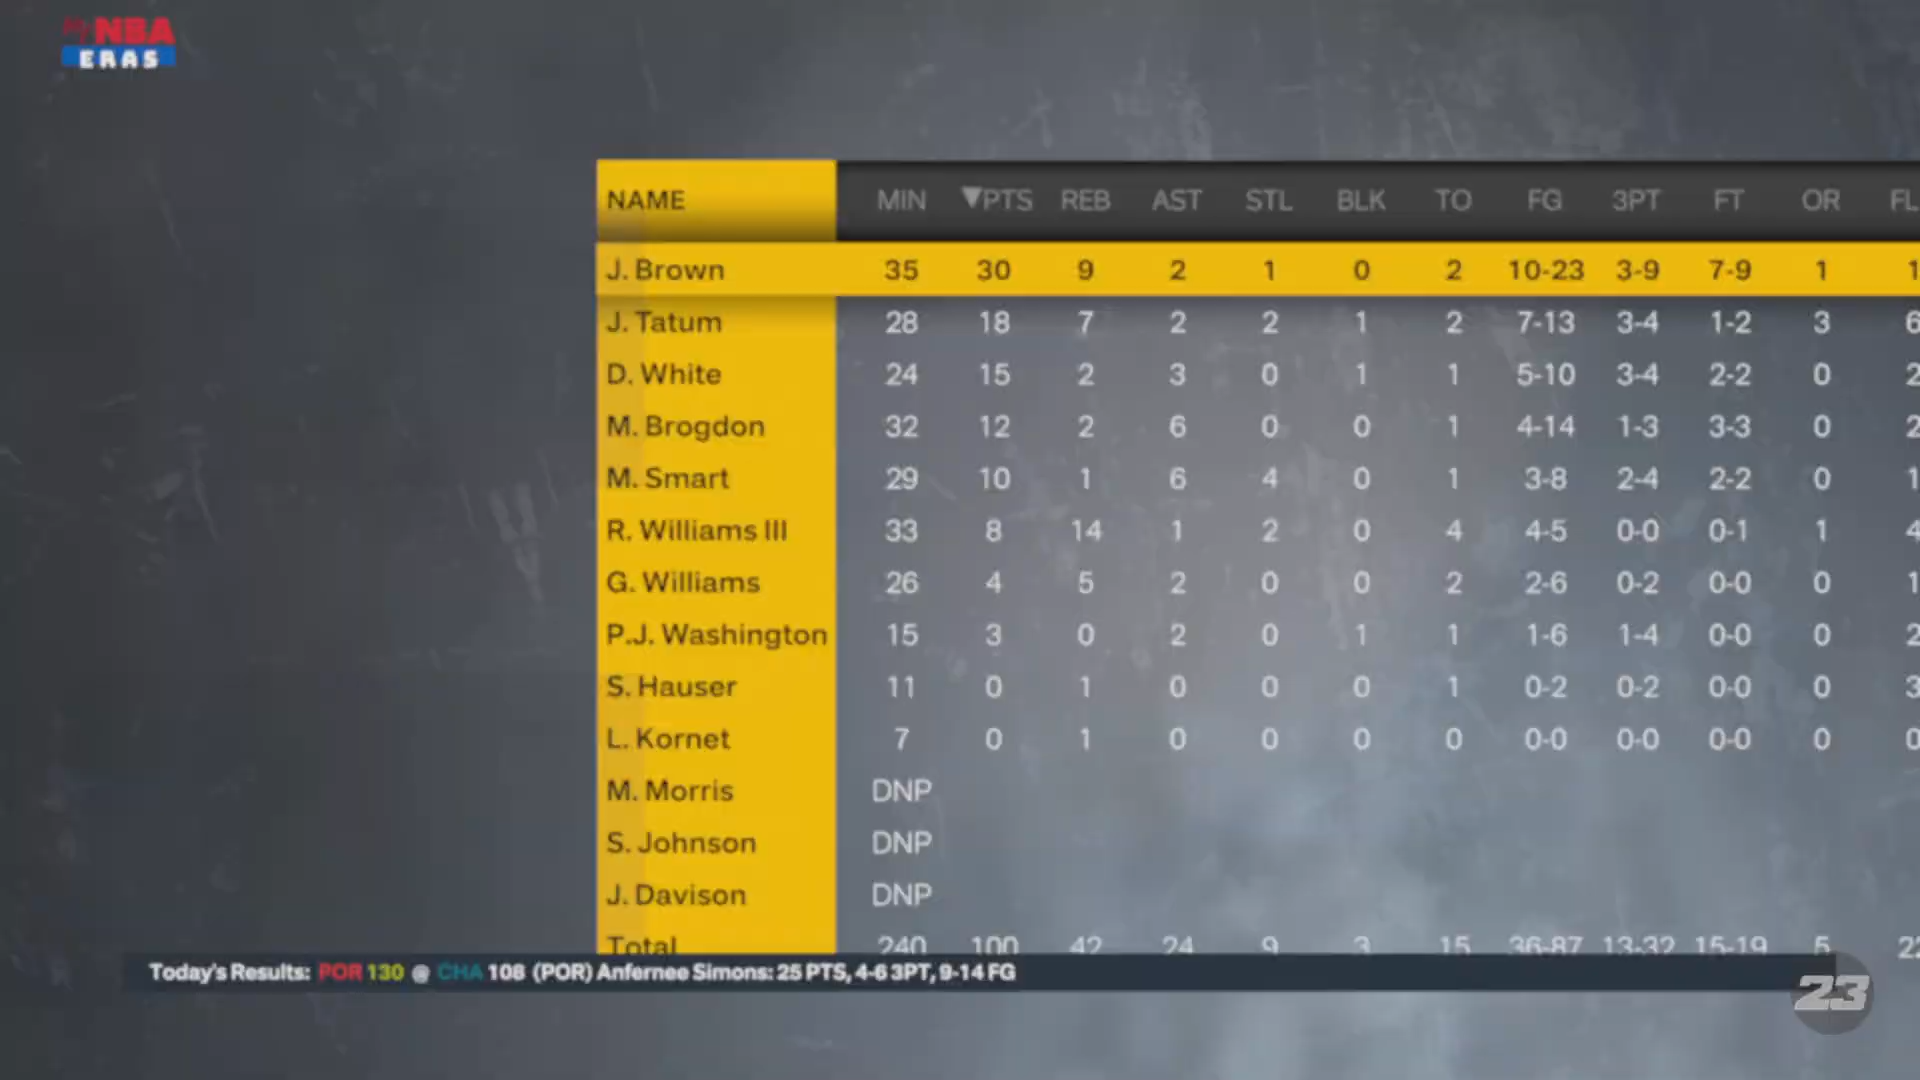 MyNBA
ERAS
NAME MIN ▼PTS REB AST STL BLK TO FG 3PT FT OR FL
J. Brown 35 30 9 2 1 0 2 10-23 3-9 7-9 1 1
J. Tatum 28 18 7 2 2 1 2 7-13 3-4 1-2 3 6
D. White 24 15 2 3 0 1 1 5-10 3-4 2-2 0 2
M. Brogdon 32 12 2 6 0 0 1 4-14 1-3 3-3 0 2
M. Smart 29 10 1 6 4 0 1 3-8 2-4 2-2 0 1
R. Williams III 33 8 14 1 2 0 4 4-5 0-0 0-1 1 4
G. Williams 26 4 5 2 0 0 2 2-6 0-2 0-0 0 1
P.J. Washington 15 3 0 2 0 1 1 1-6 1-4 0-0 0 2
S. Hauser 11 0 1 0 0 0 1 0-2 0-2 0-0 0 3
L. Kornet 7 0 1 0 0 0 0 0-0 0-0 0-0 0 0
M. Morris DNP
S. Johnson DNP
J. Davison DNP
Total 240 100 42 24 9 3 15 36-87 13-32 15-19 5 22
Today's Results: POR 130 @ CHA 108 (POR) Anfernee Simons: 25 PTS, 4-6 3PT, 9-14 FG
23